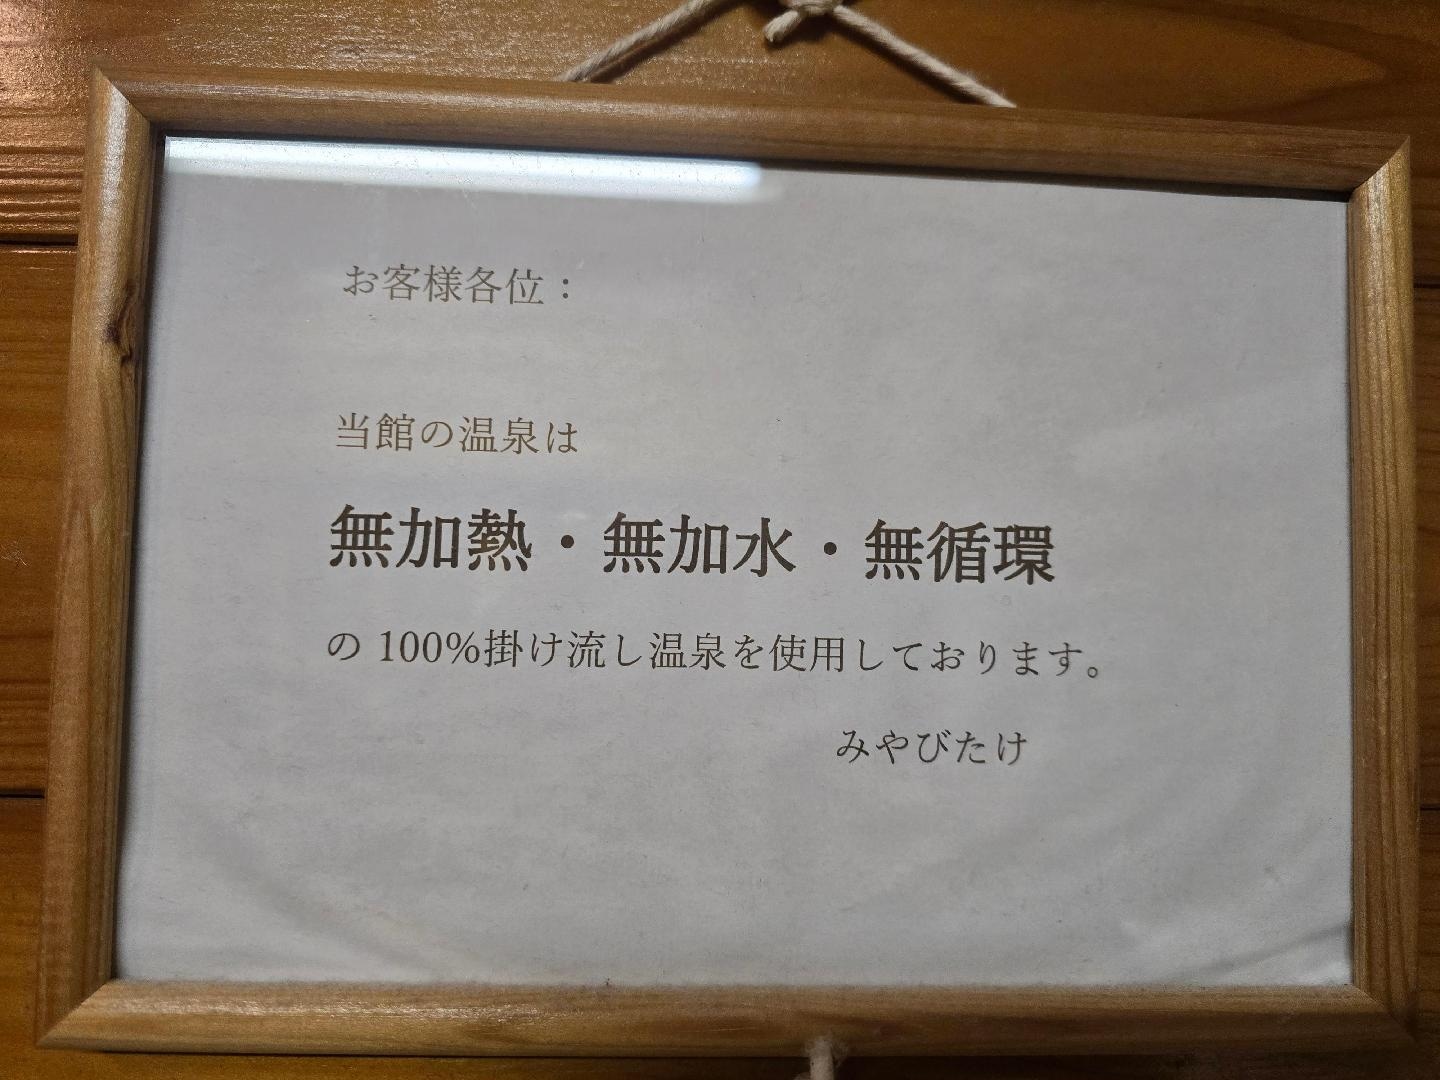 お客様各位：
当館の温泉は
無加熱・無加水・無循環
の 100%掛け流し温泉を使用しております。
みやびたけ